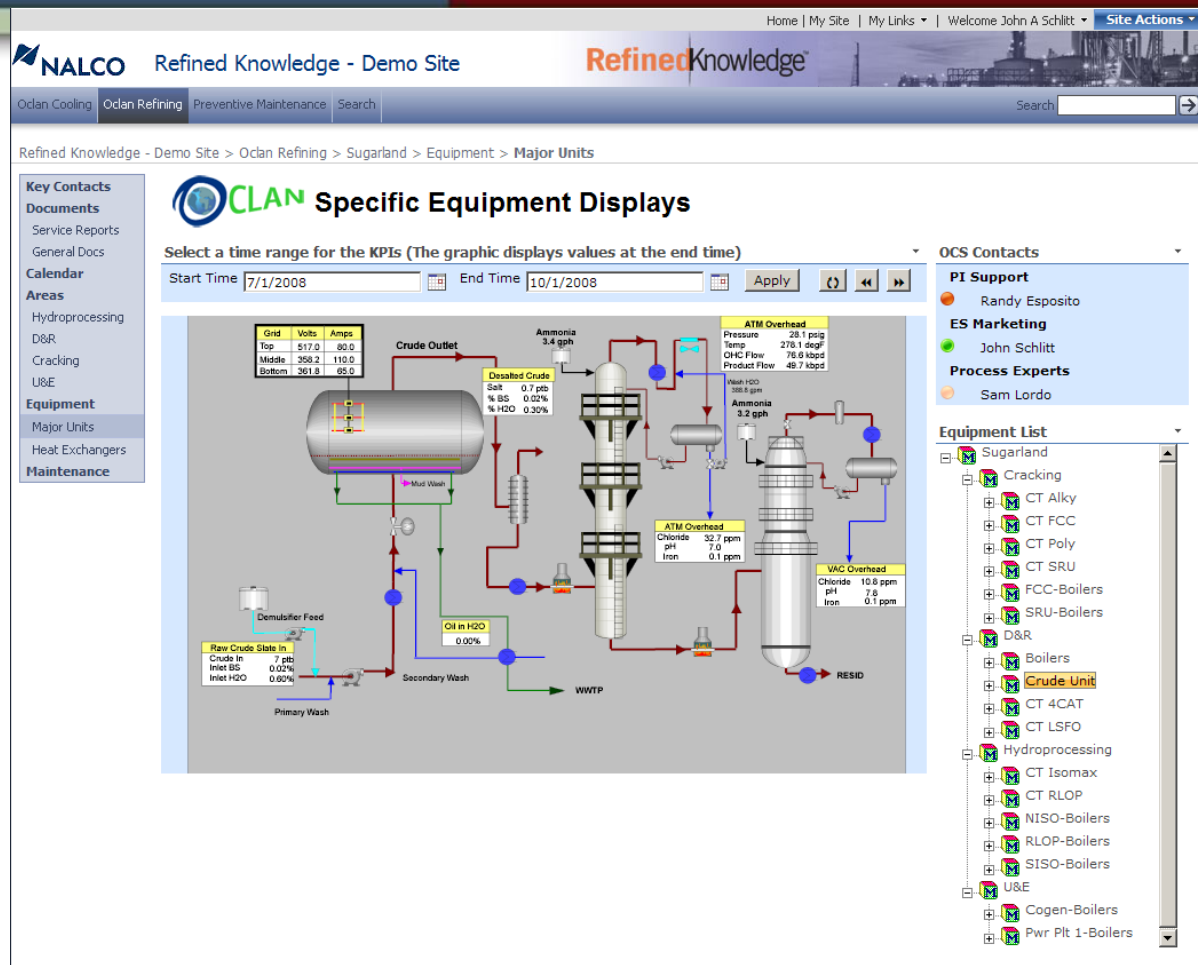 Home | My Site | My Links | Welcome John A Schlitt Site Actions
NALCO Refined Knowledge - Demo Site RefinedKnowledge™
Oclan Cooling Oclan Refining Preventive Maintenance Search Search
Refined Knowledge - Demo Site > Oclan Refining > Sugarland > Equipment > Major Units
Key Contacts
Documents
Service Reports
General Docs
Calendar
Areas
Hydroprocessing
D&R
Cracking
U&E
Equipment
Major Units
Heat Exchangers
Maintenance
OCLAN Specific Equipment Displays
Select a time range for the KPIs (The graphic displays values at the end time)
Start Time 7/1/2008 End Time 10/1/2008 Apply
Grid Volts Amps
Top 517.0 80.0
Middle 358.2 110.0
Bottom 361.8 65.0
Crude Outlet
Desalted Crude
Salt 0.7 ptb
% BS 0.02%
% H2O 0.30%
Ammonia
3.4 gph
ATM Overhead
Pressure 28.1 psig
Temp 278.1 degF
OHC Flow 76.6 kbpd
Product Flow 49.7 kbpd
Wash H2O
388.8 gpm
Ammonia
3.2 gph
Mud Wash
ATM Overhead
Chloride 32.7 ppm
pH 7.0
Iron 0.1 ppm
VAC Overhead
Chloride 10.8 ppm
pH 7.8
Iron 0.1 ppm
Demulsifier Feed
Oil in H2O
0.00%
Raw Crude Slate In
Crude In 7 ptb
Inlet BS 0.02%
Inlet H2O 0.60%
Secondary Wash
Primary Wash
WWTP
RESID
OCS Contacts
PI Support
Randy Esposito
ES Marketing
John Schlitt
Process Experts
Sam Lordo
Equipment List
Sugarland
Cracking
CT Alky
CT FCC
CT Poly
CT SRU
FCC-Boilers
SRU-Boilers
D&R
Boilers
Crude Unit
CT 4CAT
CT LSFO
Hydroprocessing
CT Isomax
CT RLOP
NISO-Boilers
RLOP-Boilers
SISO-Boilers
U&E
Cogen-Boilers
Pwr Plt 1-Boilers